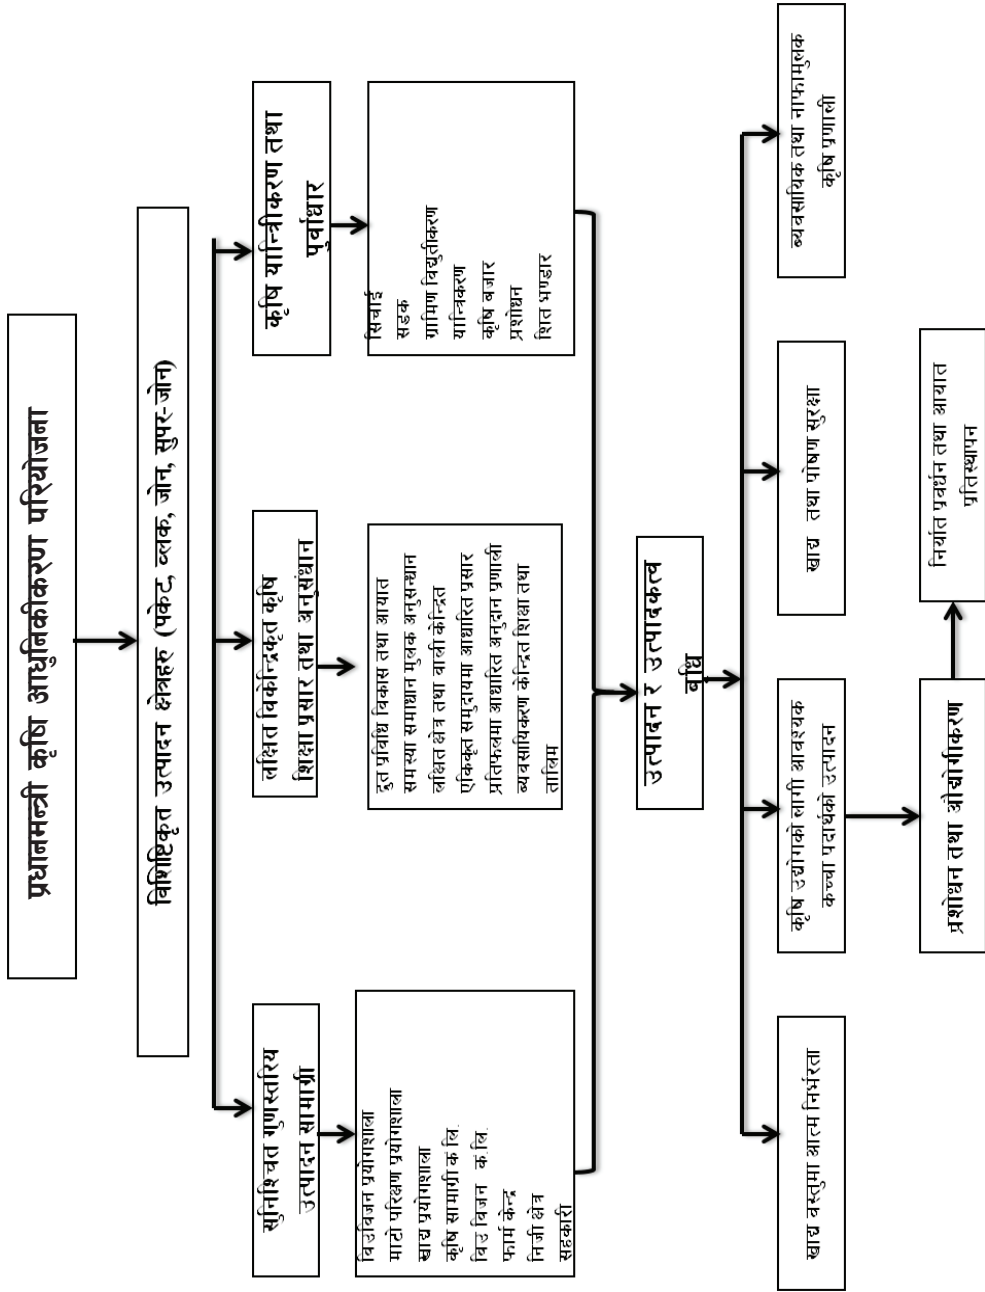 प्रधानमन्त्री कृषि आधुनिकीकरण परियोजना
विशिष्टिकृत उत्पादन क्षेत्रहरु (पकेट, व्लक, जोन, सुपर-जोन)
सुनिश्चित गुणस्तरिय
उत्पादन सामाग्री
लक्षित विकेन्द्रिकृत कृषि
शिक्षा प्रसार तथा अनुसंधान
कृषि यान्त्रीकरण तथा
पुर्वाधार
विउविजन प्रयोगशाला
माटो परिक्षण प्रयोगशाला
खाद्य प्रयोगशाला
कृषि सामाग्री कं.लि.
विउ विजन कं.लि.
फार्म केन्द्र
निजी क्षेत्र
सहकारी
द्रुत प्रविधि विकास तथा आयात
समस्या समाधान मुलक अनुसन्धान
लक्षित क्षेत्र तथा वाली केन्द्रित
एकिकृत समुदायमा आधारित प्रसार
प्रतिफलमा आधारित अनुदान प्रणाली
ब्यवसायिकरण केन्द्रित शिक्षा तथा
तालिम
सिंचाई
सडक
ग्रामिण विद्युतीकरण
यान्त्रिकरण
कृषि बजार
प्रशोधन
शित भण्डार
उत्पादन र उत्पादकत्व
बृधि
खाद्य वस्तुमा आत्म निर्भरता
कृषि उद्योगको लागी आवश्यक
कच्चा पदार्थको उत्पादन
खाद्य तथा पोषण सुरक्षा
ब्यवसायिक तथा नाफामुलक
कृषि प्रणाली
प्रशोधन तथा औद्योगीकरण
निर्यात प्रवर्धन तथा आयात
प्रतिस्थापन